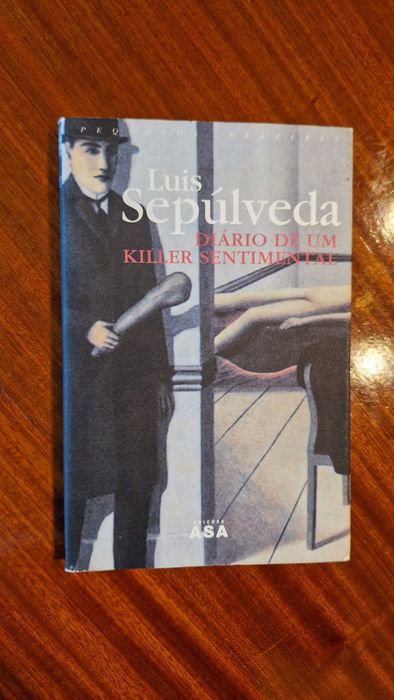 PEQUENOS PRAZERES
Luis
Sepúlveda
DIÁRIO DE UM
KILLER SENTIMENTAL
EDIÇÕES
ASA